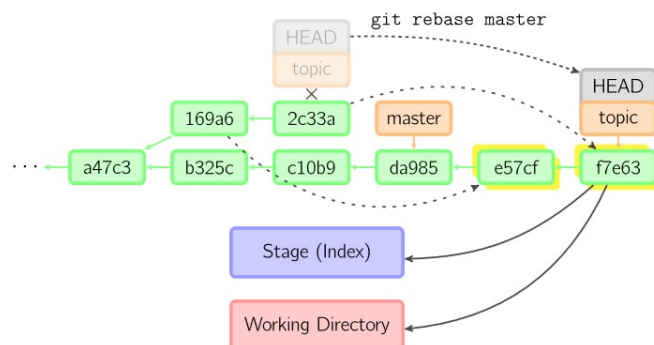 git rebase master
HEAD
topic
HEAD
topic
169a6
2c33a
master
...
a47c3
b325c
c10b9
da985
e57cf
f7e63
Stage (Index)
Working Directory